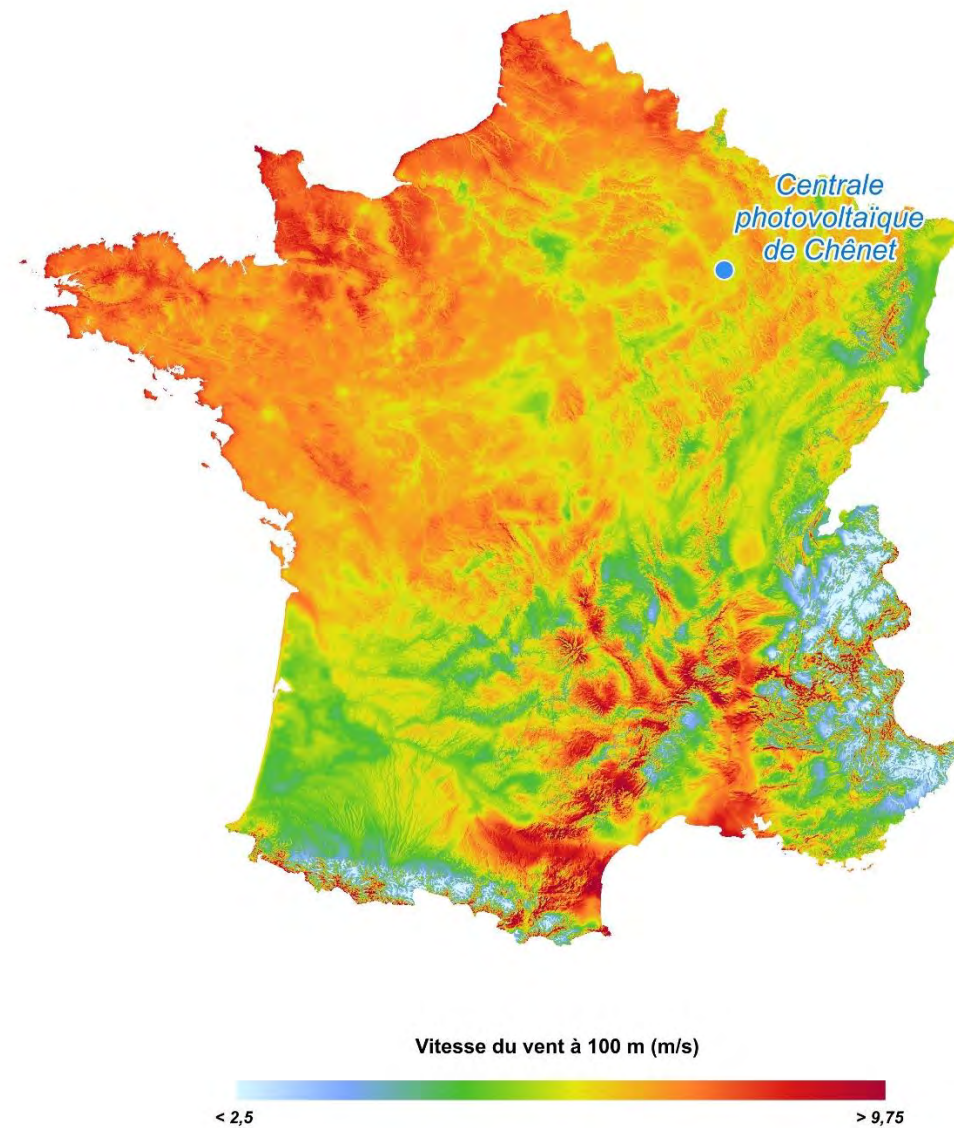 Centrale
photovoltaïque
de Chênet
Vitesse du vent à 100 m (m/s)
< 2,5
> 9,75